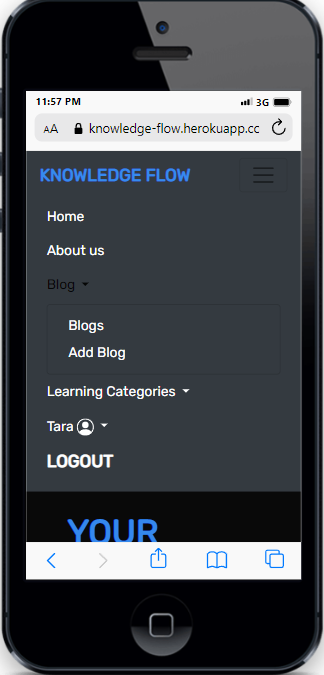 11:57 PM 3G
AA knowledge-flow.herokuapp.cc
KNOWLEDGE FLOW
Home
About us
Blog
Blogs
Add Blog
Learning Categories
Tara
LOGOUT
YOUR